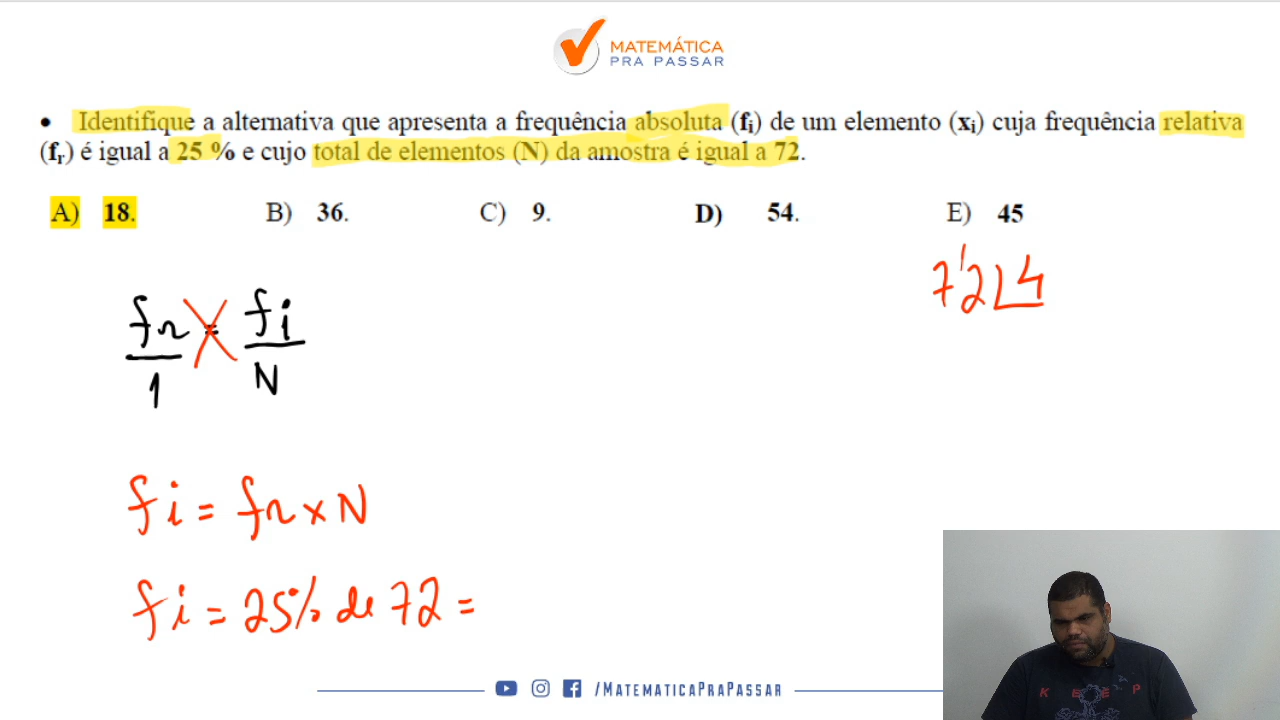 MATEMÁTICA
PRA PASSAR
• Identifique a alternativa que apresenta a frequência absoluta (fi) de um elemento (xi) cuja frequência relativa
(fr) é igual a 25 % e cujo total de elementos (N) da amostra é igual a 72.
A) 18. B) 36. C) 9. D) 54. E) 45
72 4
fr = fi
1 N
fi = fr x N
fi = 25% de 72 =
KEEP
/MATEMATICAPRAPASSAR